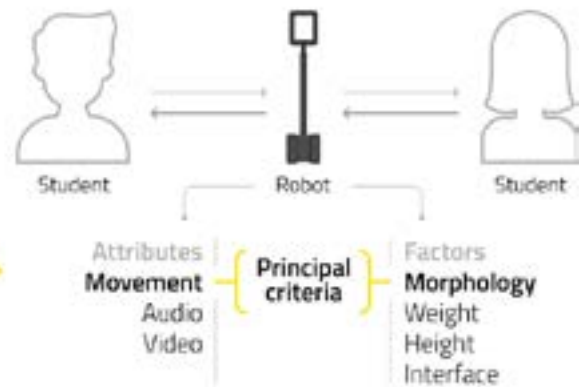 Student
Robot
Student
Attributes
Movement
Audio
Video
Principal
criteria
Factors
Morphology
Weight
Height
Interface